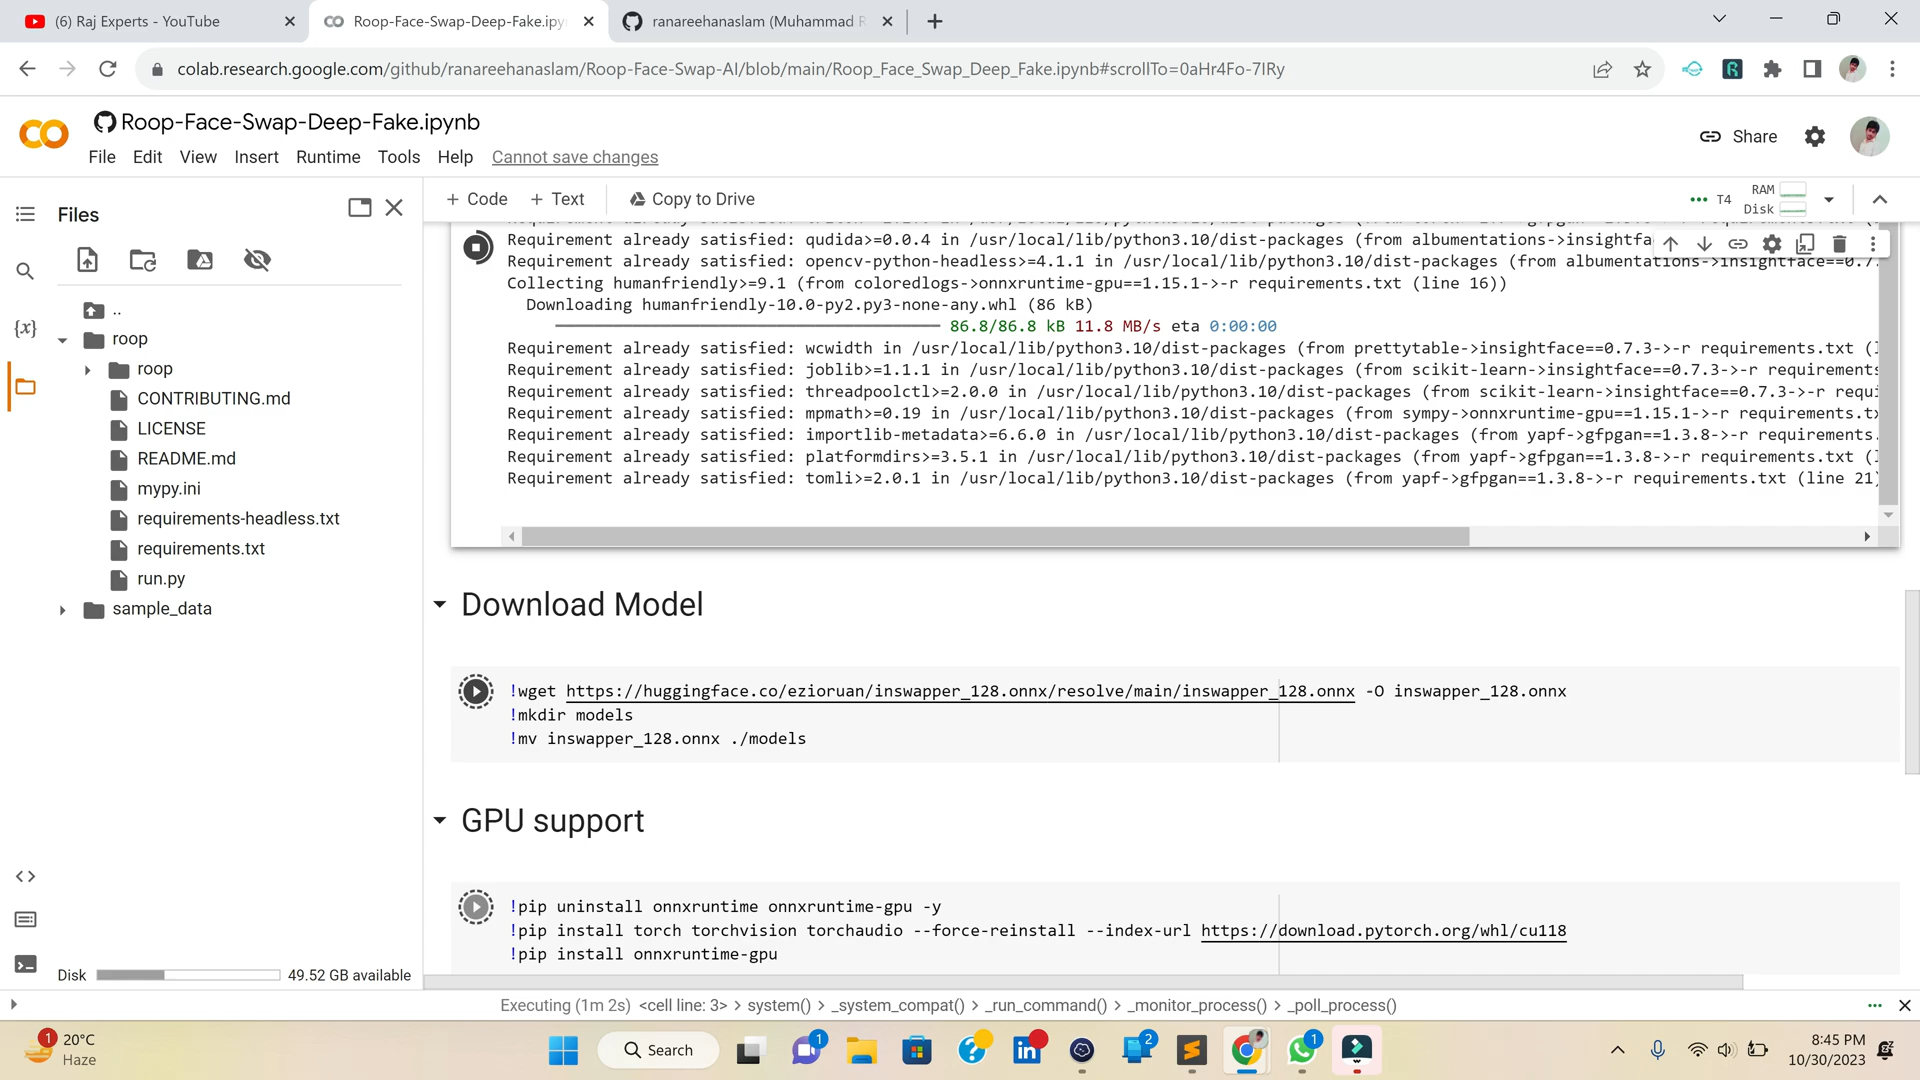 (6) Raj Experts - YouTube
Roop-Face-Swap-Deep-Fake.ipy
ranareehanaslam (Muhammad R
colab.research.google.com/github/ranareehanaslam/Roop-Face-Swap-AI/blob/main/Roop_Face_Swap_Deep_Fake.ipynb#scrollTo=0aHr4Fo-7IRy
Roop-Face-Swap-Deep-Fake.ipynb
Share
File Edit View Insert Runtime Tools Help Cannot save changes
Files
+ Code + Text Copy to Drive
T4 RAM
Disk
..
roop
roop
CONTRIBUTING.md
LICENSE
README.md
mypy.ini
requirements-headless.txt
requirements.txt
run.py
sample_data
Disk 49.52 GB available
{x}
Requirement already satisfied: qudida>=0.0.4 in /usr/local/lib/python3.10/dist-packages (from albumentations->insightfa
Requirement already satisfied: opencv-python-headless>=4.1.1 in /usr/local/lib/python3.10/dist-packages (from albumentations->insightface==0.7.
Collecting humanfriendly>=9.1 (from coloredlogs->onnxruntime-gpu==1.15.1->-r requirements.txt (line 16))
Downloading humanfriendly-10.0-py2.py3-none-any.whl (86 kB)
86.8/86.8 kB 11.8 MB/s eta 0:00:00
Requirement already satisfied: wcwidth in /usr/local/lib/python3.10/dist-packages (from prettytable->insightface==0.7.3->-r requirements.txt (l
Requirement already satisfied: joblib>=1.1.1 in /usr/local/lib/python3.10/dist-packages (from scikit-learn->insightface==0.7.3->-r requirements
Requirement already satisfied: threadpoolctl>=2.0.0 in /usr/local/lib/python3.10/dist-packages (from scikit-learn->insightface==0.7.3->-r requi
Requirement already satisfied: mpmath>=0.19 in /usr/local/lib/python3.10/dist-packages (from sympy->onnxruntime-gpu==1.15.1->-r requirements.tx
Requirement already satisfied: importlib-metadata>=6.6.0 in /usr/local/lib/python3.10/dist-packages (from yapf->gfpgan==1.3.8->-r requirements.
Requirement already satisfied: platformdirs>=3.5.1 in /usr/local/lib/python3.10/dist-packages (from yapf->gfpgan==1.3.8->-r requirements.txt (l
Requirement already satisfied: tomli>=2.0.1 in /usr/local/lib/python3.10/dist-packages (from yapf->gfpgan==1.3.8->-r requirements.txt (line 21)
Download Model
!wget https://huggingface.co/ezioruan/inswapper_128.onnx/resolve/main/inswapper_128.onnx -O inswapper_128.onnx
!mkdir models
!mv inswapper_128.onnx ./models
GPU support
!pip uninstall onnxruntime onnxruntime-gpu -y
!pip install torch torchvision torchaudio --force-reinstall --index-url https://download.pytorch.org/whl/cu118
!pip install onnxruntime-gpu
Executing (1m 2s) <cell line: 3> > system() > _system_compat() > _run_command() > _monitor_process() > _poll_process()
1
20°C
Haze
Search
1
2
1
8:45 PM
10/30/2023